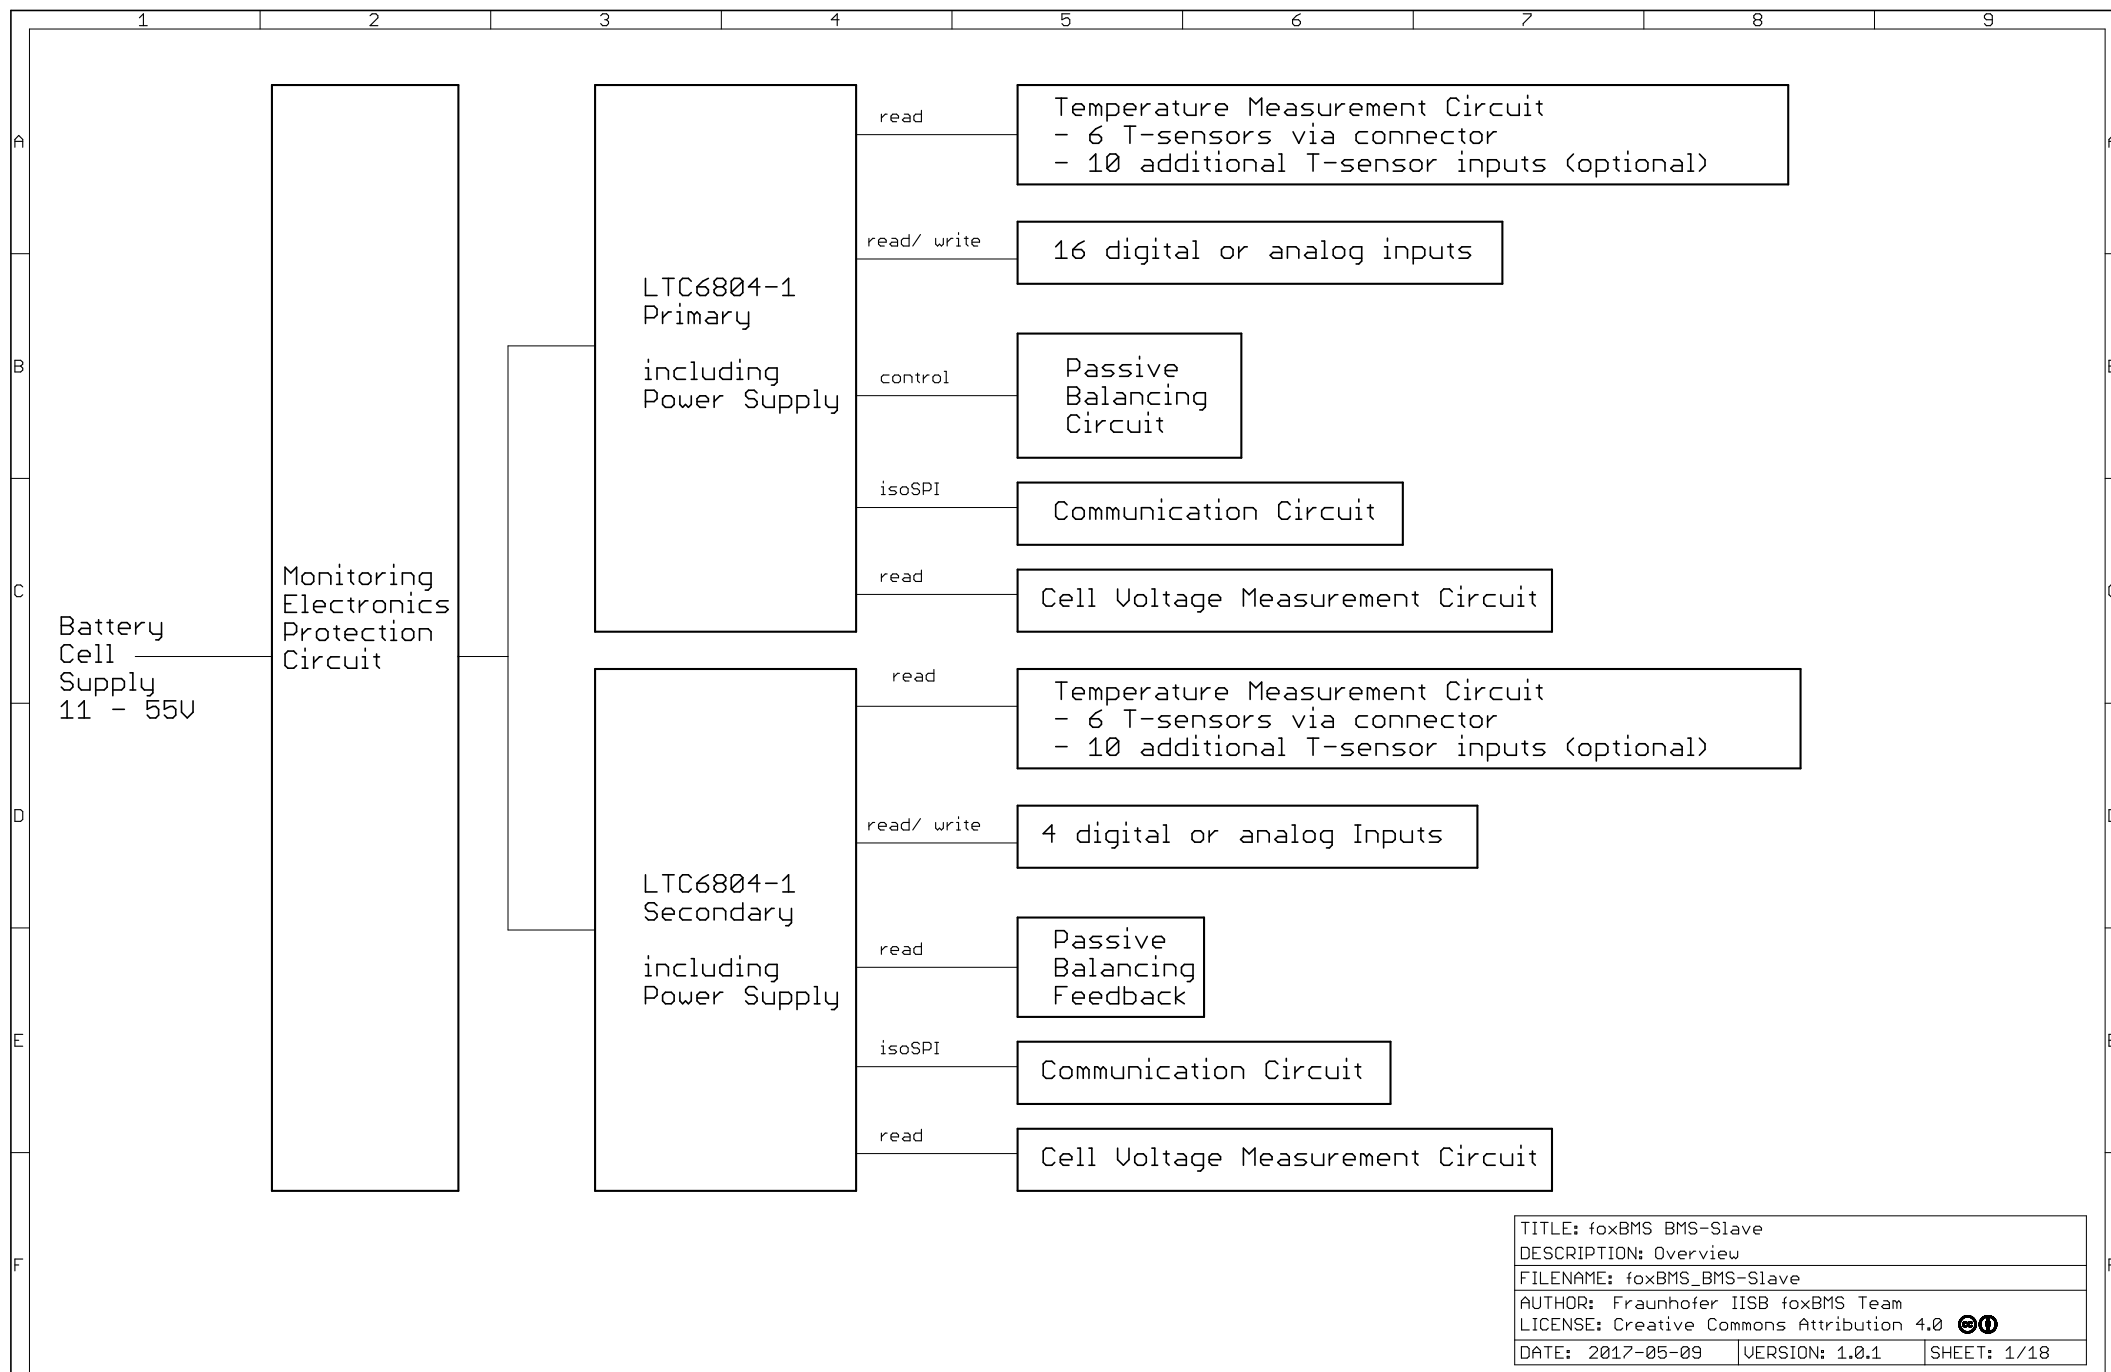 1 2 3 4 5 6 7 8 9
A
B
C
D
E
F
Battery
Cell
Supply
11 - 55V
Monitoring
Electronics
Protection
Circuit
LTC6804-1
Primary
including
Power Supply
read
Temperature Measurement Circuit
- 6 T-sensors via connector
- 10 additional T-sensor inputs (optional)
read/ write
16 digital or analog inputs
control
Passive
Balancing
Circuit
isoSPI
Communication Circuit
read
Cell Voltage Measurement Circuit
LTC6804-1
Secondary
including
Power Supply
read
Temperature Measurement Circuit
- 6 T-sensors via connector
- 10 additional T-sensor inputs (optional)
read/ write
4 digital or analog Inputs
read
Passive
Balancing
Feedback
isoSPI
Communication Circuit
read
Cell Voltage Measurement Circuit
TITLE: foxBMS BMS-Slave
DESCRIPTION: Overview
FILENAME: foxBMS_BMS-Slave
AUTHOR: Fraunhofer IISB foxBMS Team
LICENSE: Creative Commons Attribution 4.0
DATE: 2017-05-09 VERSION: 1.0.1 SHEET: 1/18